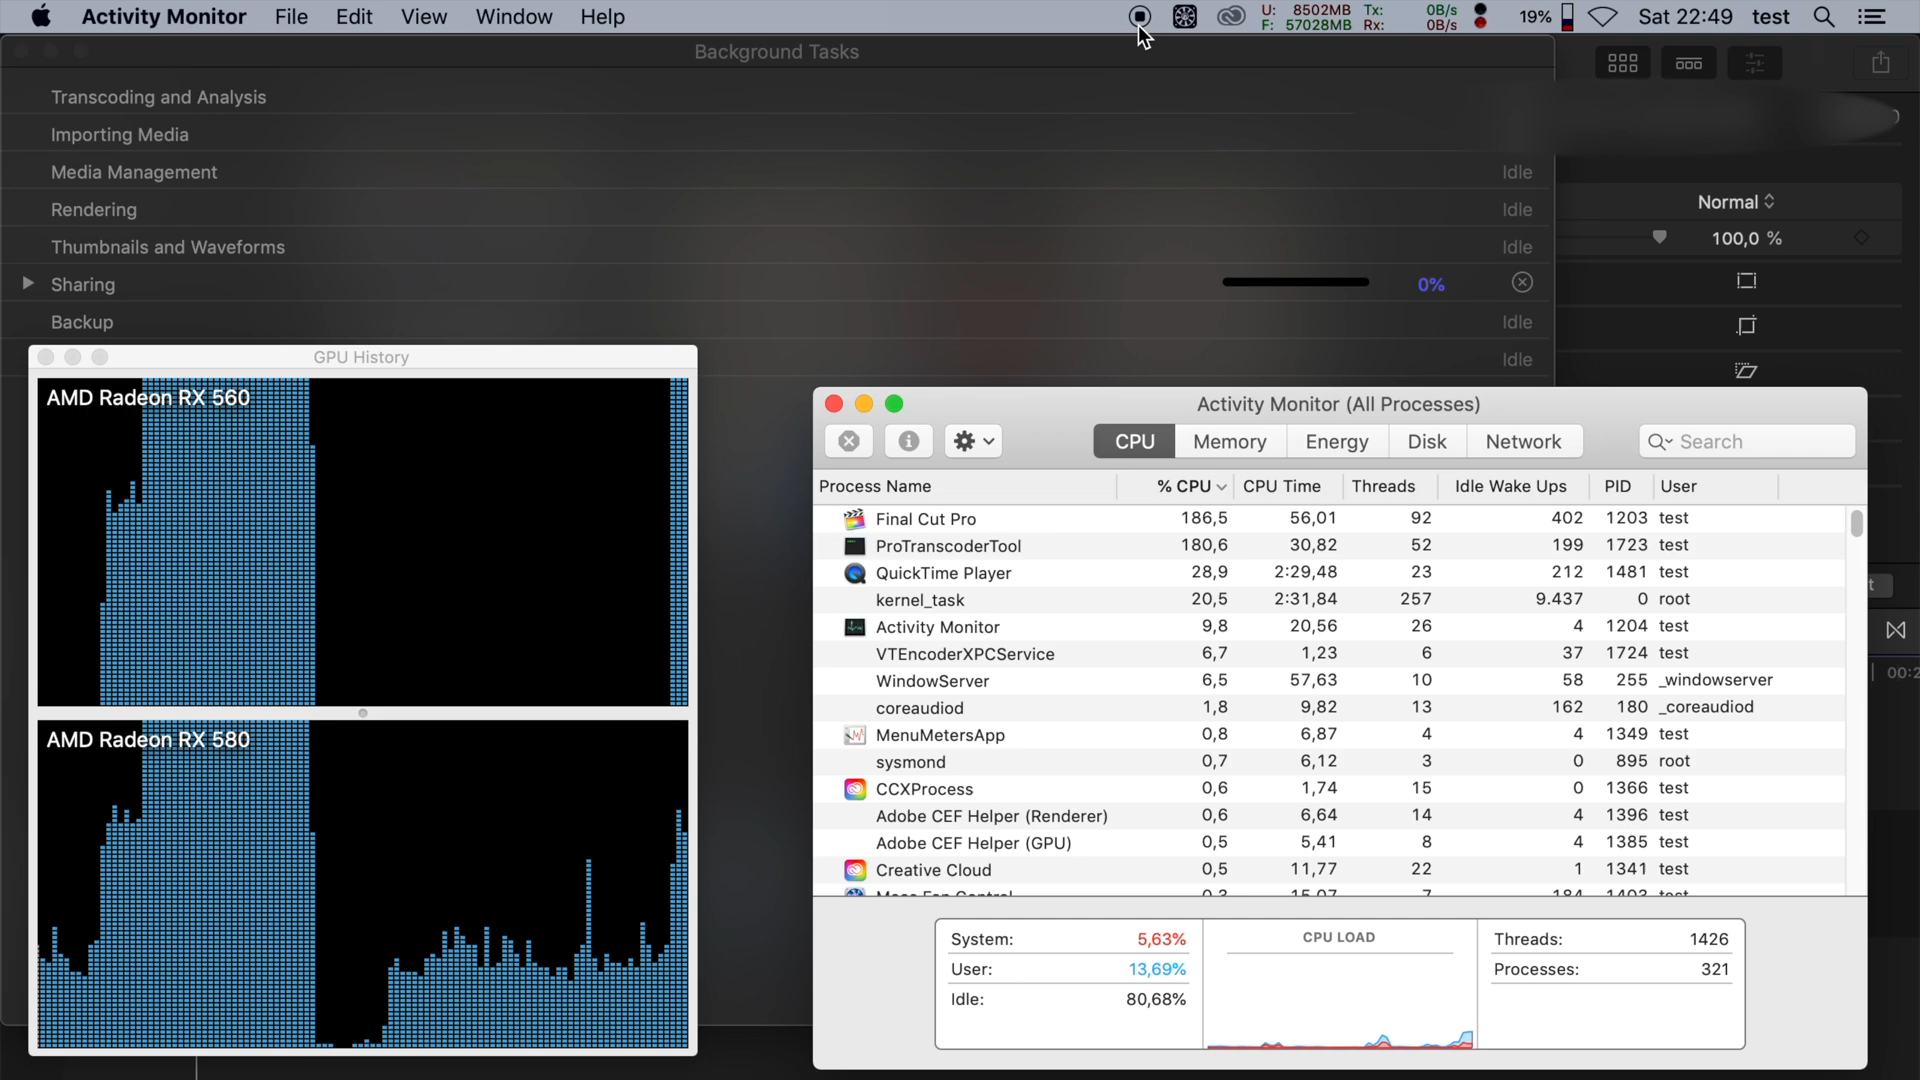 Activity Monitor File Edit View Window Help
U: 8502MB Tx: 0B/s
F: 57028MB Rx: 0B/s
19% Sat 22:49 test
Background Tasks
Transcoding and Analysis
Importing Media
Media Management Idle
Rendering Idle
Thumbnails and Waveforms Idle
Sharing 0%
Backup Idle
Idle
Normal
100,0 %
00:2
GPU History
AMD Radeon RX 560
AMD Radeon RX 580
Activity Monitor (All Processes)
CPU Memory Energy Disk Network Search
Process Name % CPU CPU Time Threads Idle Wake Ups PID User
Final Cut Pro 186,5 56,01 92 402 1203 test
ProTranscoderTool 180,6 30,82 52 199 1723 test
QuickTime Player 28,9 2:29,48 23 212 1481 test
kernel_task 20,5 2:31,84 257 9.437 0 root
Activity Monitor 9,8 20,56 26 4 1204 test
VTEncoderXPCService 6,7 1,23 6 37 1724 test
WindowServer 6,5 57,63 10 58 255 _windowserver
coreaudiod 1,8 9,82 13 162 180 _coreaudiod
MenuMetersApp 0,8 6,87 4 4 1349 test
sysmond 0,7 6,12 3 0 895 root
CCXProcess 0,6 1,74 15 0 1366 test
Adobe CEF Helper (Renderer) 0,6 6,64 14 4 1396 test
Adobe CEF Helper (GPU) 0,5 5,41 8 4 1385 test
Creative Cloud 0,5 11,77 22 1 1341 test
System: 5,63%
User: 13,69%
Idle: 80,68%
CPU LOAD
Threads: 1426
Processes: 321